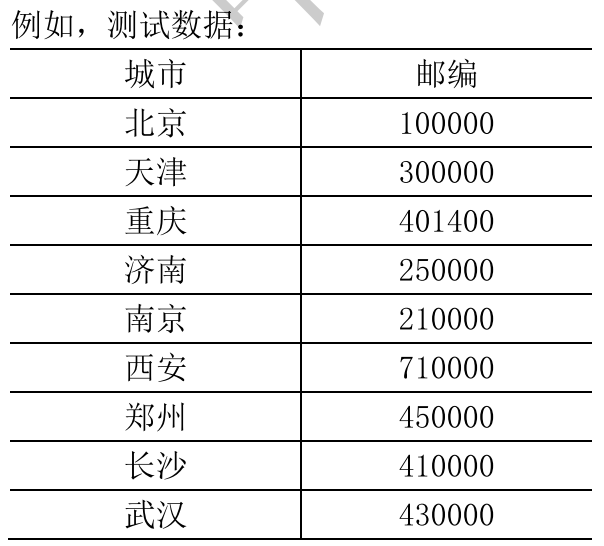 例如，测试数据：
城市 邮编
北京 100000
天津 300000
重庆 401400
济南 250000
南京 210000
西安 710000
郑州 450000
长沙 410000
武汉 430000